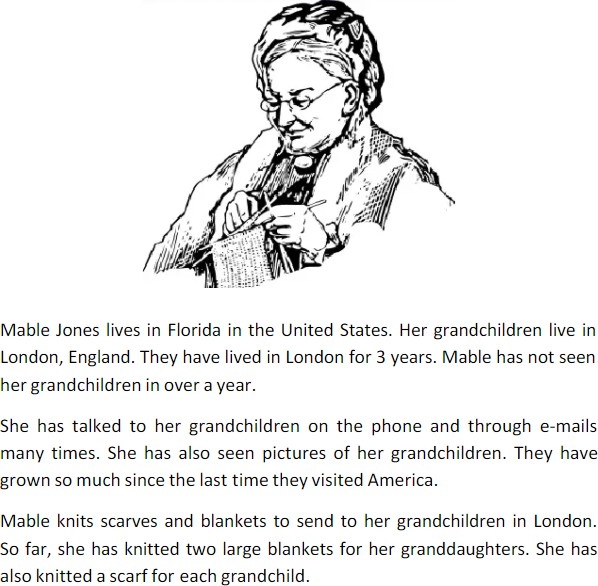 Mable Jones lives in Florida in the United States. Her grandchildren live in
London, England. They have lived in London for 3 years. Mable has not seen
her grandchildren in over a year.
She has talked to her grandchildren on the phone and through e-mails
many times. She has also seen pictures of her grandchildren. They have
grown so much since the last time they visited America.
Mable knits scarves and blankets to send to her grandchildren in London.
So far, she has knitted two large blankets for her granddaughters. She has
also knitted a scarf for each grandchild.